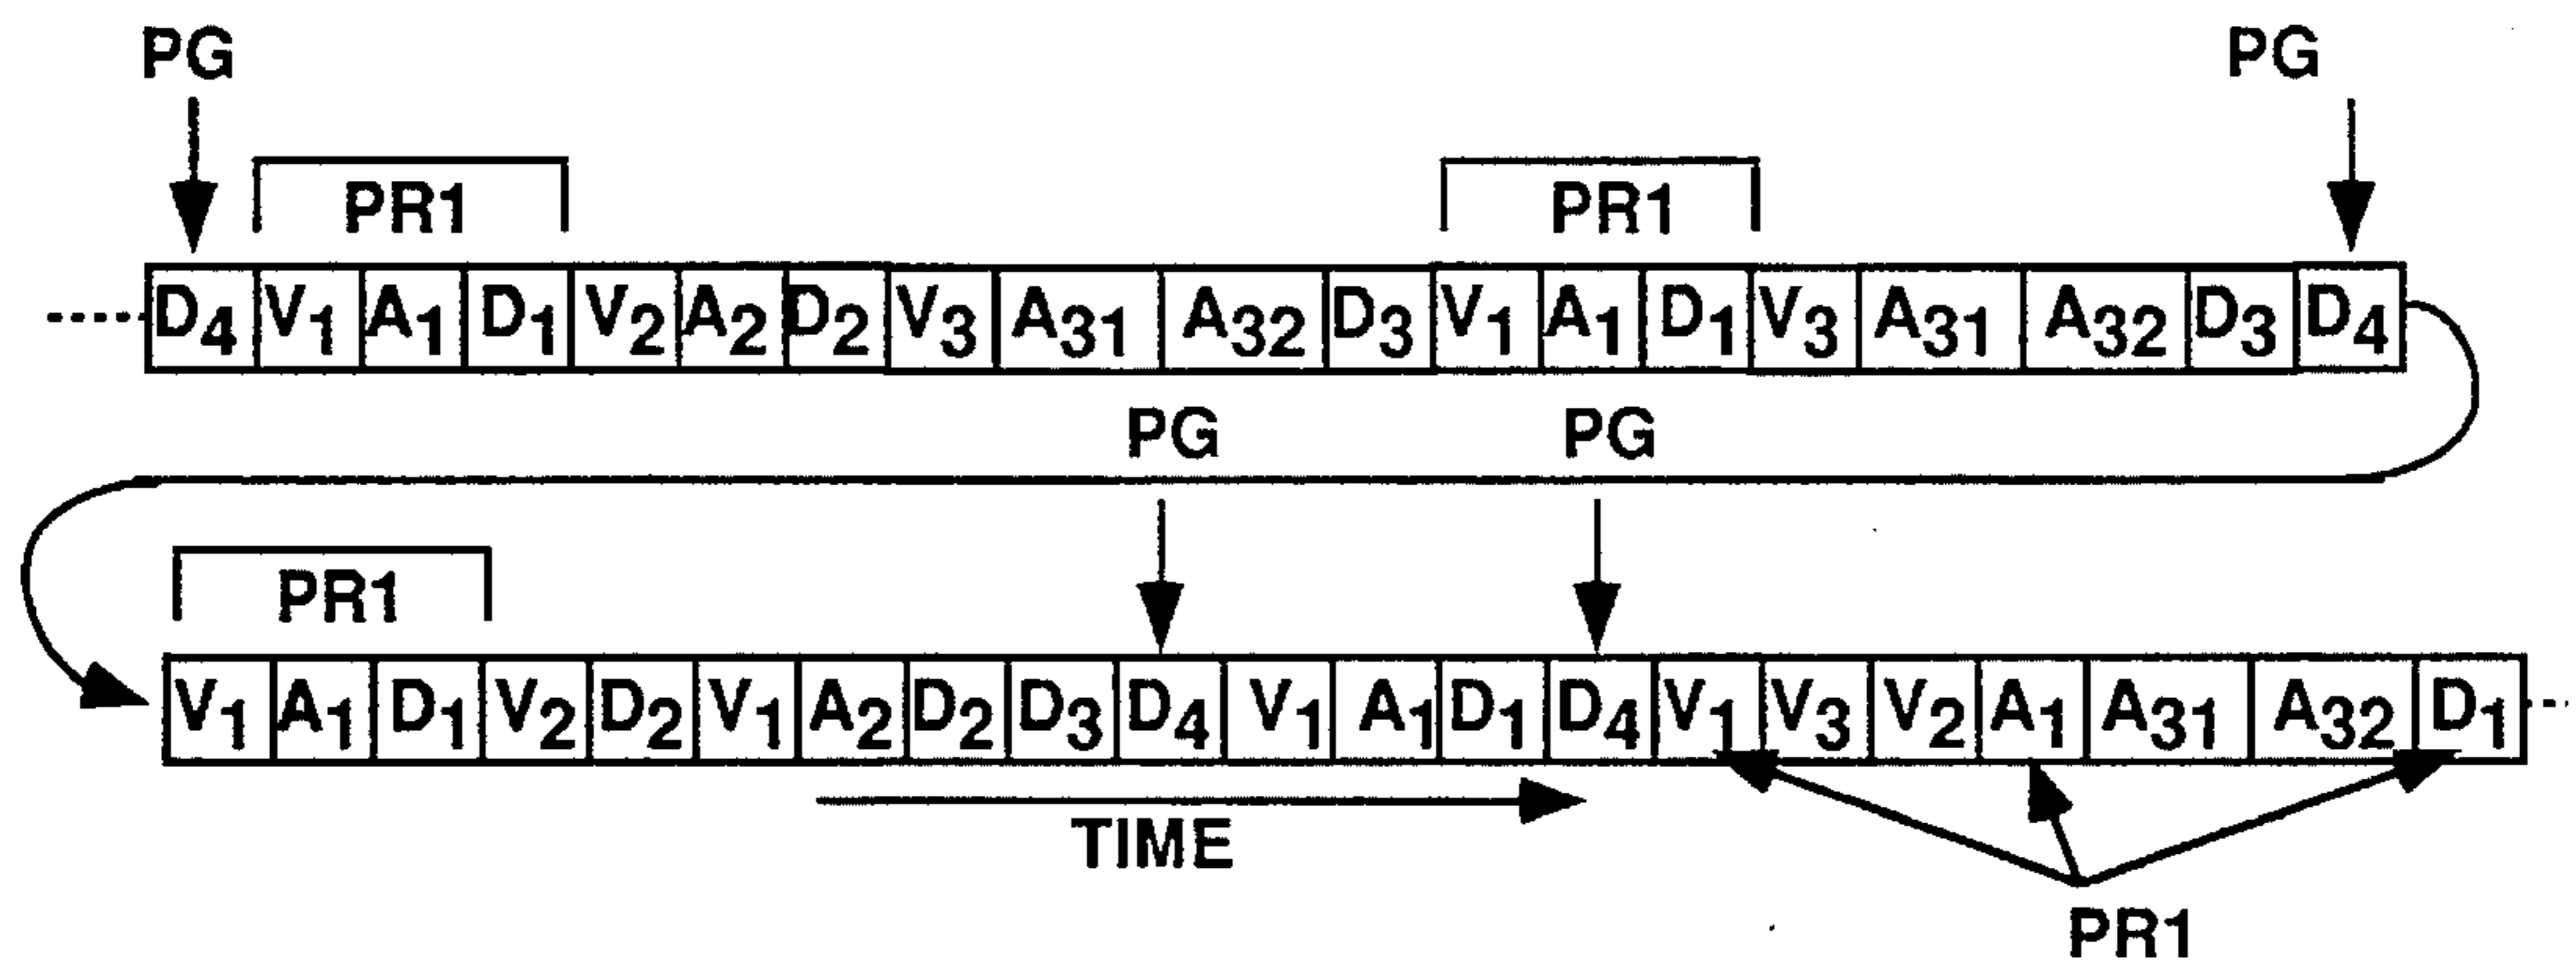 PG PG
PR1 PR1
D4 V1 A1 D1 V2 A2 D2 V3 A31 A32 D3 V1 A1 D1 V3 A31 A32 D3 D4
PG PG
PR1
V1 A1 D1 V2 D2 V1 A2 D2 D3 D4 V1 A1 D1 D4 V1 V3 V2 A1 A31 A32 D1
TIME
PR1